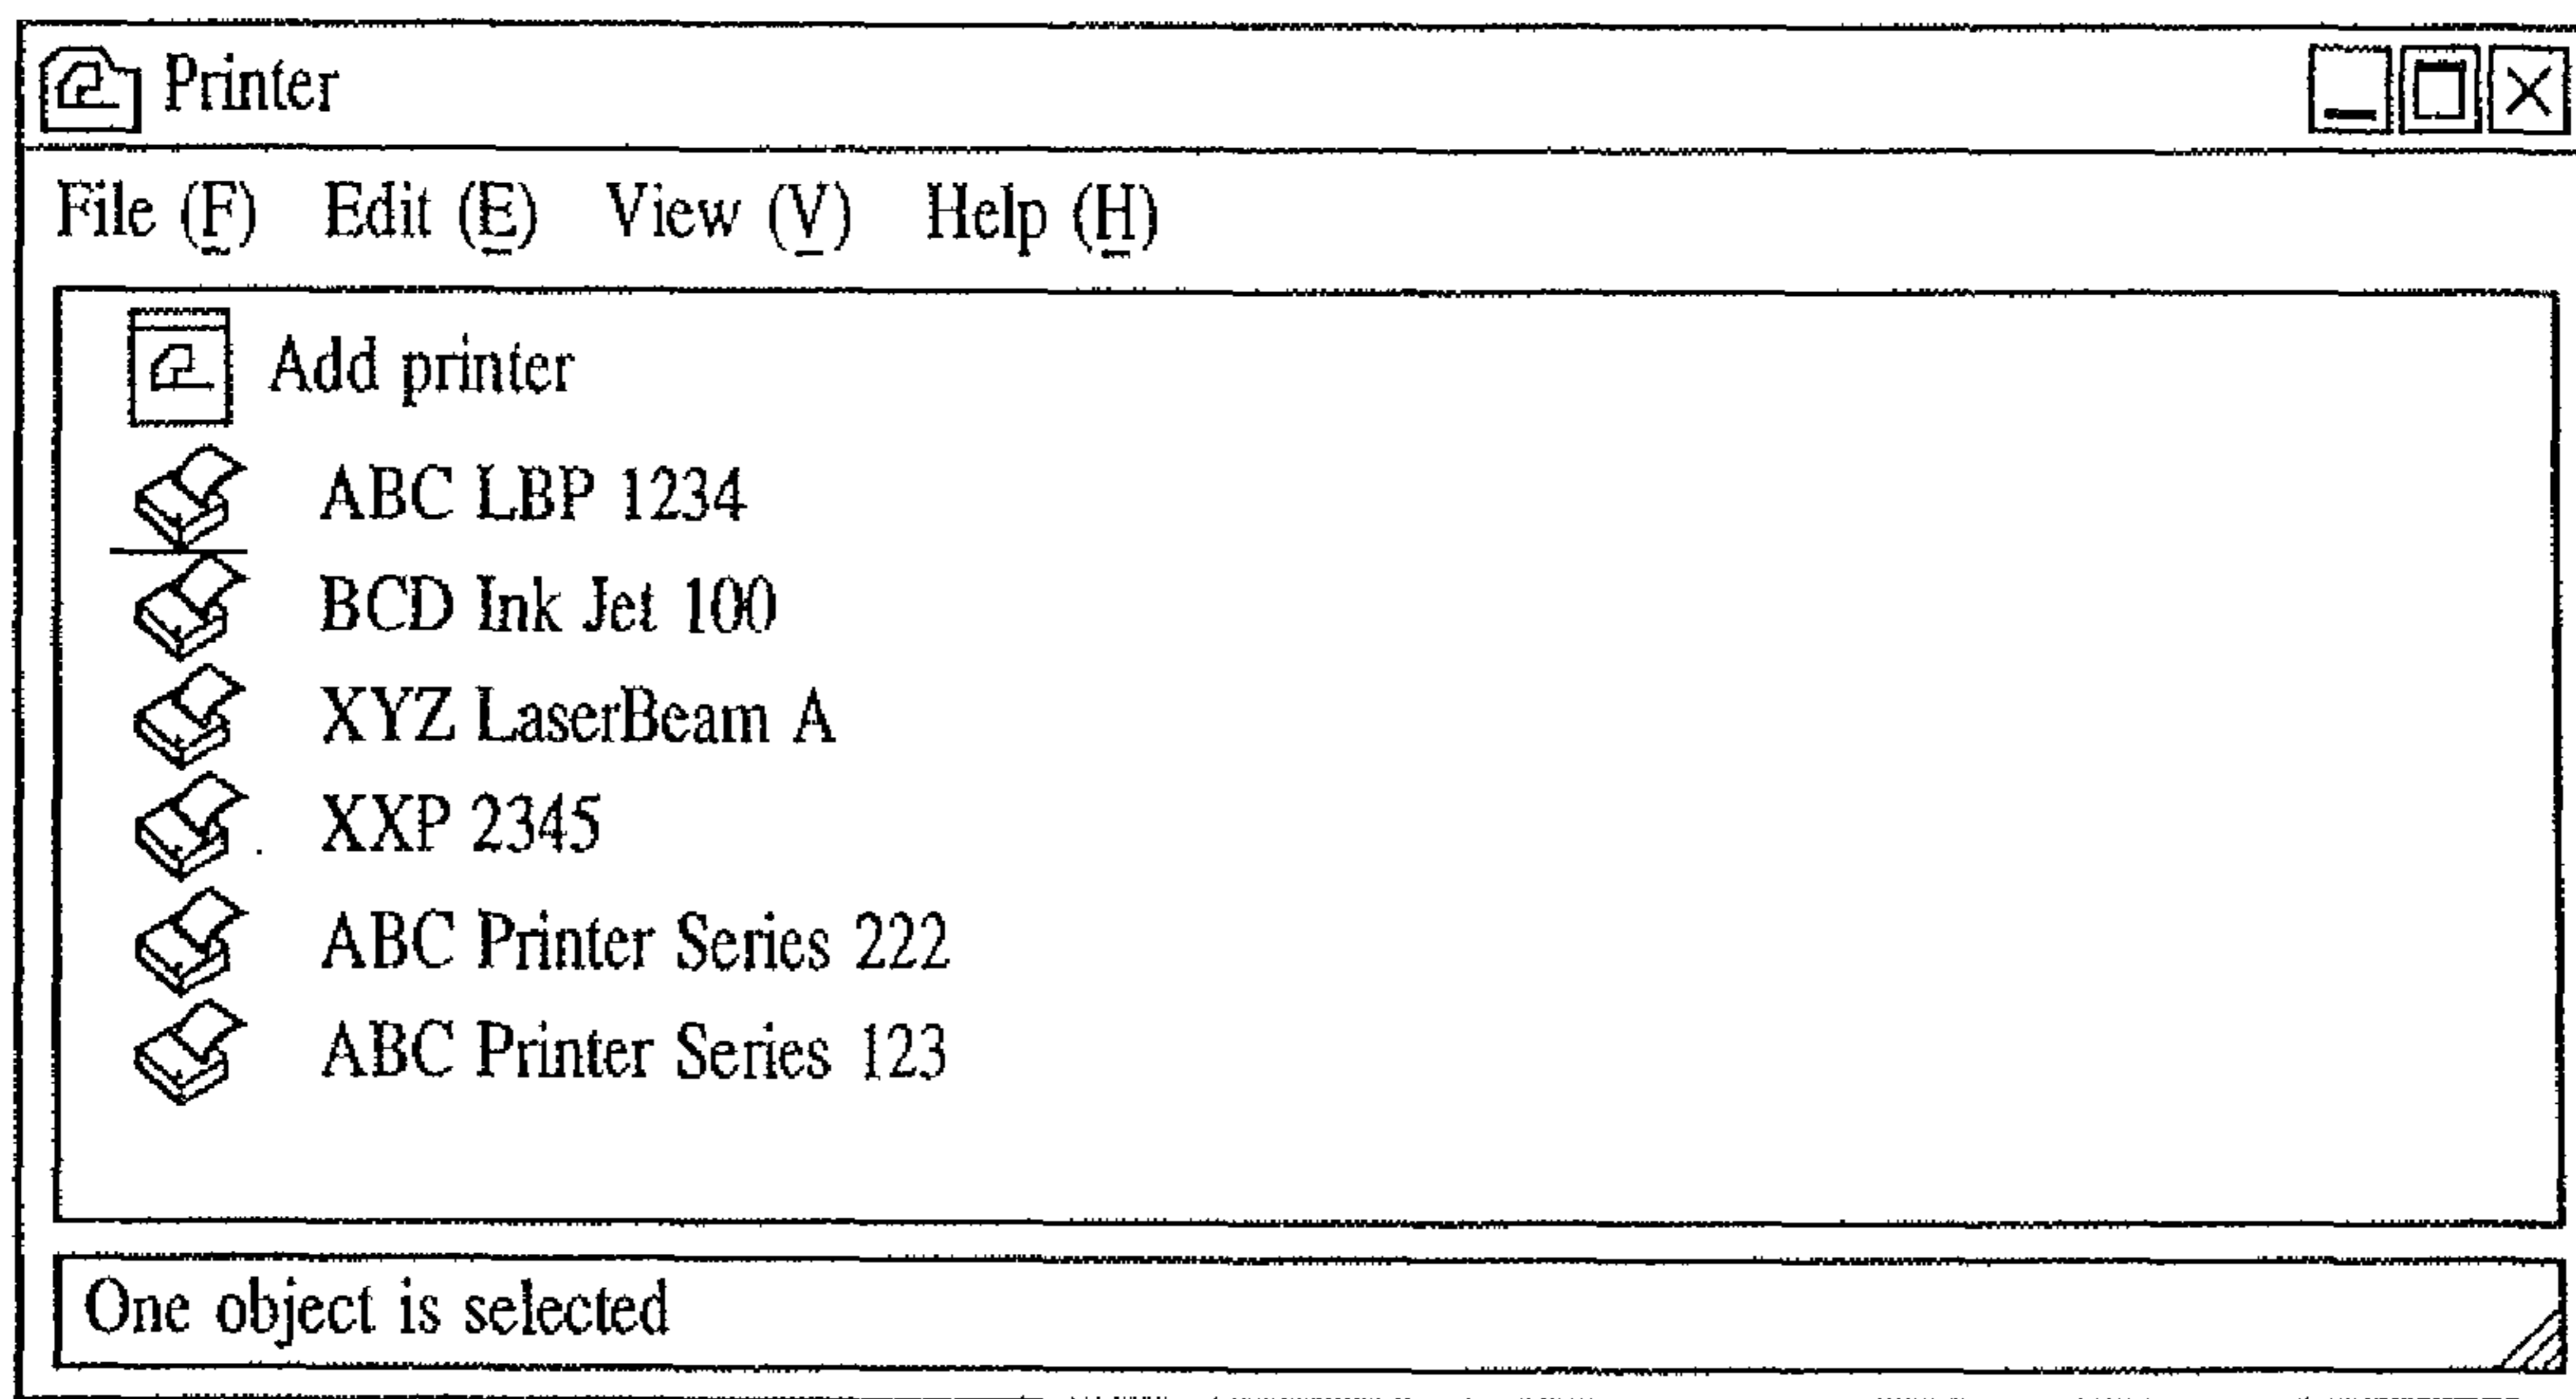 Printer
File (F) Edit (E) View (V) Help (H)
Add printer
ABC LBP 1234
BCD Ink Jet 100
XYZ LaserBeam A
XXP 2345
ABC Printer Series 222
ABC Printer Series 123
One object is selected